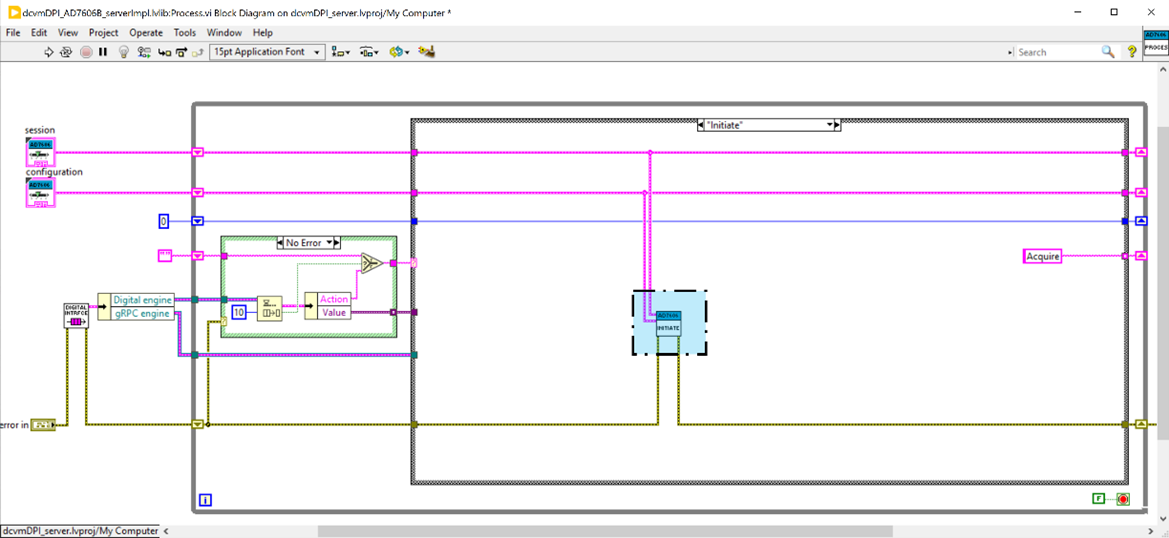 dcvmDPI_AD7606B_serverImpl.lvlib:Process.vi Block Diagram on dcvmDPI_server.lvproj/My Computer *
File Edit View Project Operate Tools Window Help
15pt Application Font
Search
?
AD7606
PROCES
session
AD7606
configuration
AD7606
"Initiate"
0
No Error
Acquire
Digital engine
gRPC engine
DIGITAL
INTRFCE
10
Action
Value
?
AD7606
INITIATE
error in
i
F
dcvmDPI_server.lvproj/My Computer